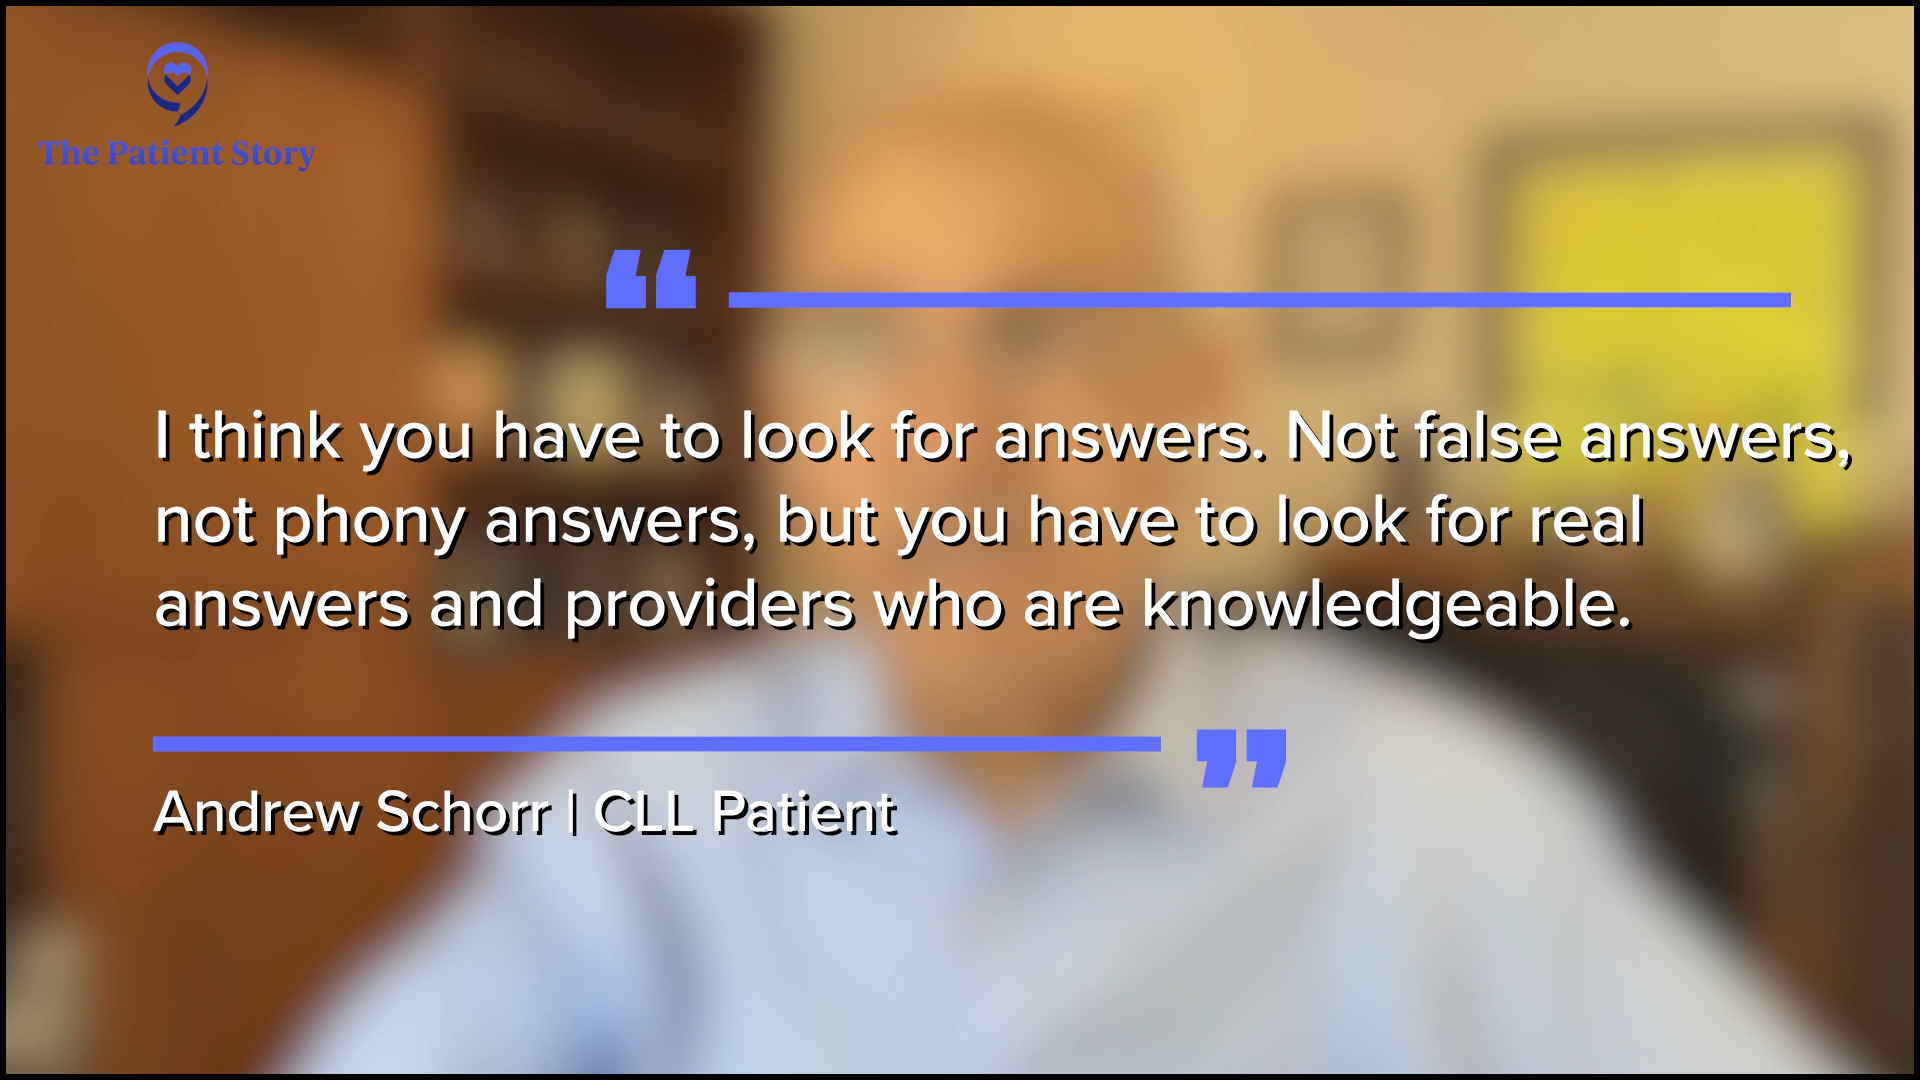 The Patient Story
“
I think you have to look for answers. Not false answers,
not phony answers, but you have to look for real
answers and providers who are knowledgeable.
”
Andrew Schorr | CLL Patient